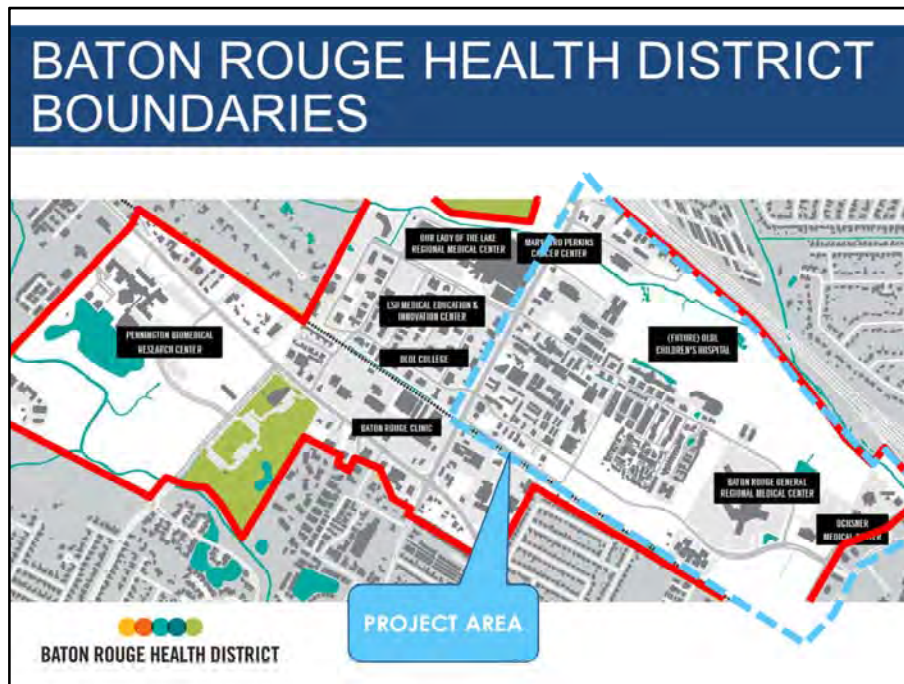 BATON ROUGE HEALTH DISTRICT
BOUNDARIES
OUR LADY OF THE LAKE
REGIONAL MEDICAL CENTER
MARY BIRD PERKINS
CANCER CENTER
LSU MEDICAL EDUCATION &
INNOVATION CENTER
PENNINGTON BIOMEDICAL
RESEARCH CENTER
(FUTURE) OLOL
CHILDREN'S HOSPITAL
OLOL COLLEGE
BATON ROUGE CLINIC
BATON ROUGE GENERAL
REGIONAL MEDICAL CENTER
OCHSNER
MEDICAL CENTER
PROJECT AREA
BATON ROUGE HEALTH DISTRICT